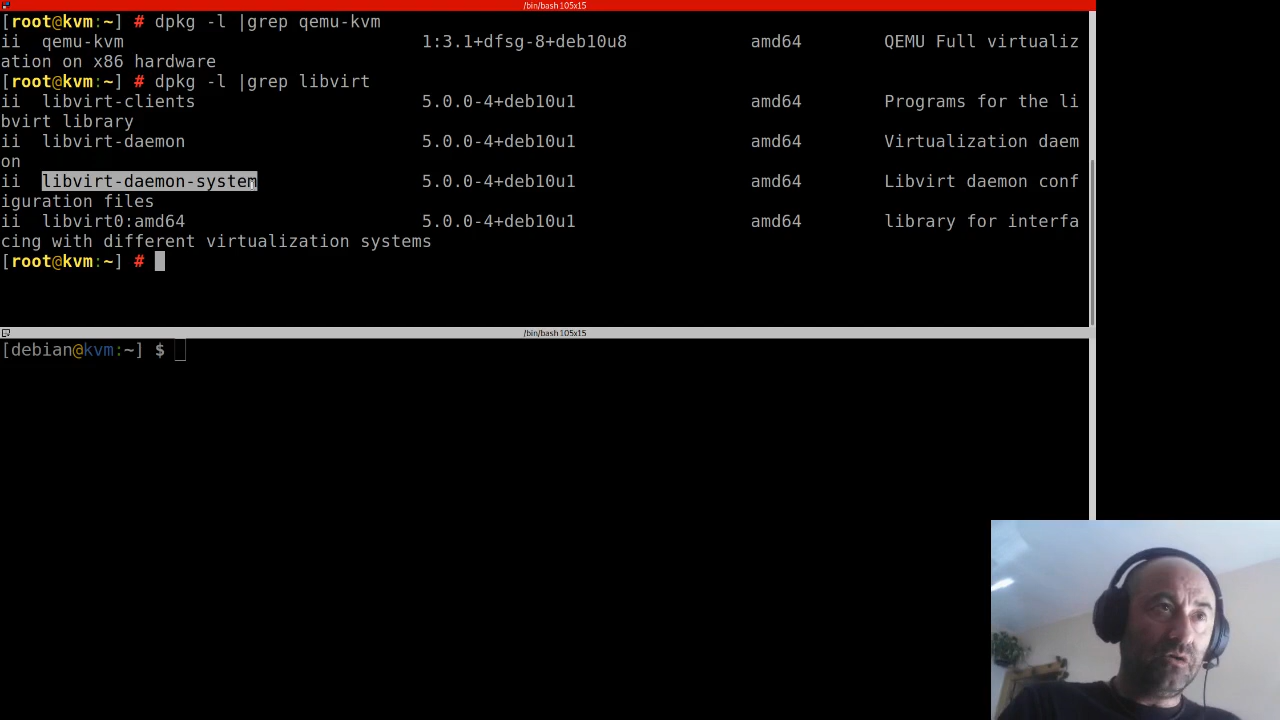 /bin/bash 105x15
[root@kvm:~] # dpkg -l |grep qemu-kvm
ii  qemu-kvm                             1:3.1+dfsg-8+deb10u8            amd64        QEMU Full virtualiz
ation on x86 hardware
[root@kvm:~] # dpkg -l |grep libvirt
ii  libvirt-clients                      5.0.0-4+deb10u1                 amd64        Programs for the li
bvirt library
ii  libvirt-daemon                       5.0.0-4+deb10u1                 amd64        Virtualization daem
on
ii  libvirt-daemon-system                5.0.0-4+deb10u1                 amd64        Libvirt daemon conf
iguration files
ii  libvirt0:amd64                       5.0.0-4+deb10u1                 amd64        library for interfa
cing with different virtualization systems
[root@kvm:~] #
/bin/bash 105x15
[debian@kvm:~] $